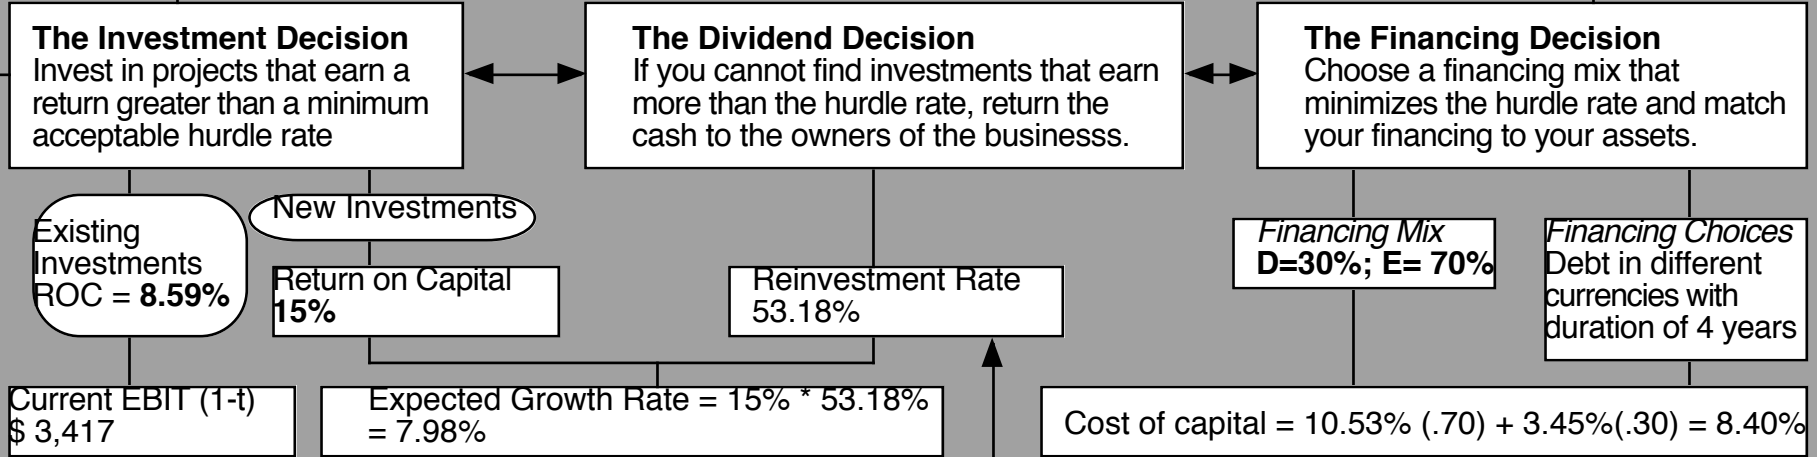 The Investment Decision
Invest in projects that earn a
return greater than a minimum
acceptable hurdle rate
The Dividend Decision
If you cannot find investments that earn
more than the hurdle rate, return the
cash to the owners of the businesss.
The Financing Decision
Choose a financing mix that
minimizes the hurdle rate and match
your financing to your assets.
Existing
Investments
ROC = 8.59%
New Investments
Return on Capital
15%
Reinvestment Rate
53.18%
Financing Mix
D=30%; E= 70%
Financing Choices
Debt in different
currencies with
duration of 4 years
Current EBIT (1-t)
$ 3,417
Expected Growth Rate = 15% * 53.18%
= 7.98%
Cost of capital = 10.53% (.70) + 3.45%(.30) = 8.40%